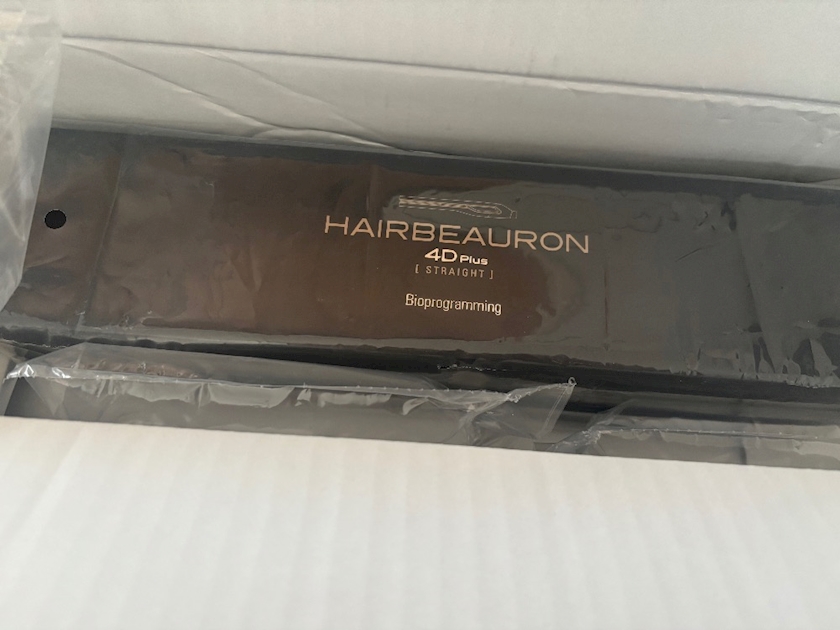 HAIRBEAURON
4D Plus
[ STRAIGHT ]
Bioprogramming